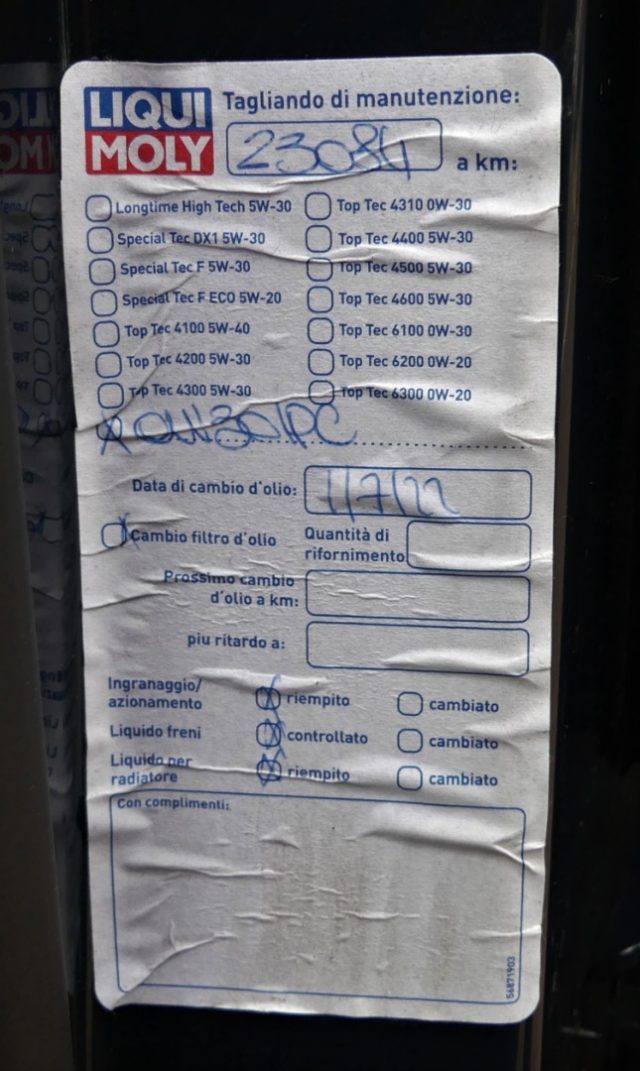 LIQUI
MOLY
Tagliando di manutenzione:
23084 a km:
Longtime High Tech 5W-30
Special Tec DX1 5W-30
Special Tec F 5W-30
Special Tec F ECO 5W-20
Top Tec 4100 5W-40
Top Tec 4200 5W-30
Top Tec 4300 5W-30
Top Tec 4310 0W-30
Top Tec 4400 5W-30
Top Tec 4500 5W-30
Top Tec 4600 5W-30
Top Tec 6100 0W-30
Top Tec 6200 0W-20
Top Tec 6300 0W-20
Data di cambio d'olio: 1/7/22
Cambio filtro d'olio
Quantità di
rifornimento
Prossimo cambio
d'olio a km:
piu ritardo a:
Ingranaggio/
azionamento riempito cambiato
Liquido freni controllato cambiato
Liquido per
radiatore riempito cambiato
Con complimenti:
56871903